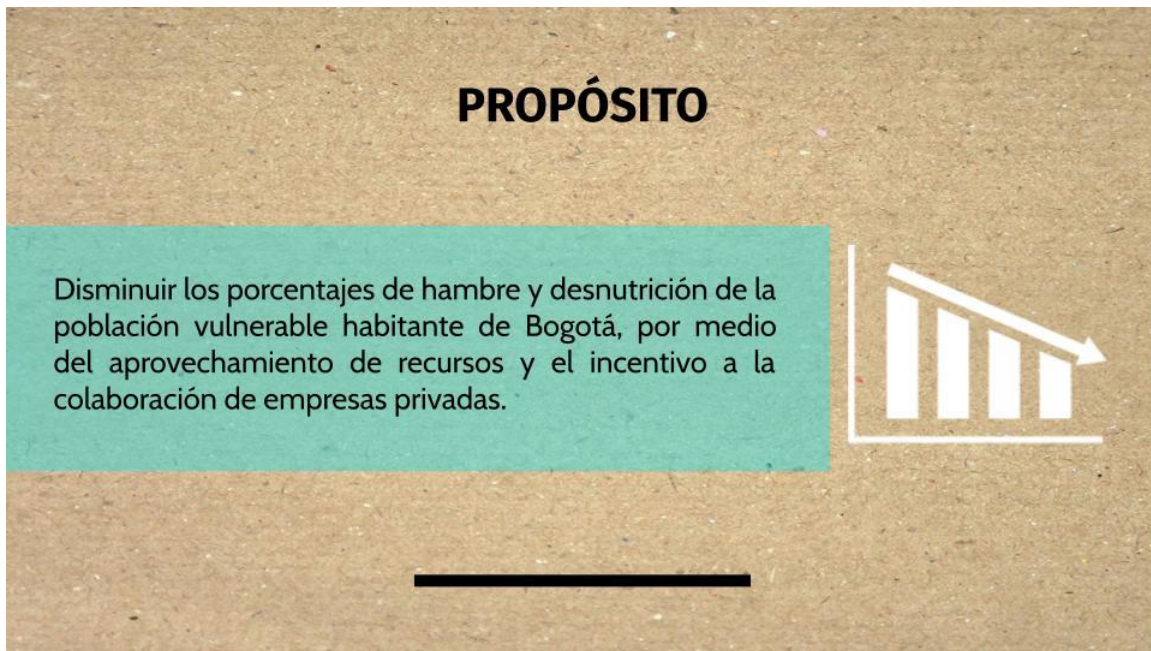 PROPÓSITO
Disminuir los porcentajes de hambre y desnutrición de la
población vulnerable habitante de Bogotá, por medio
del aprovechamiento de recursos y el incentivo a la
colaboración de empresas privadas.